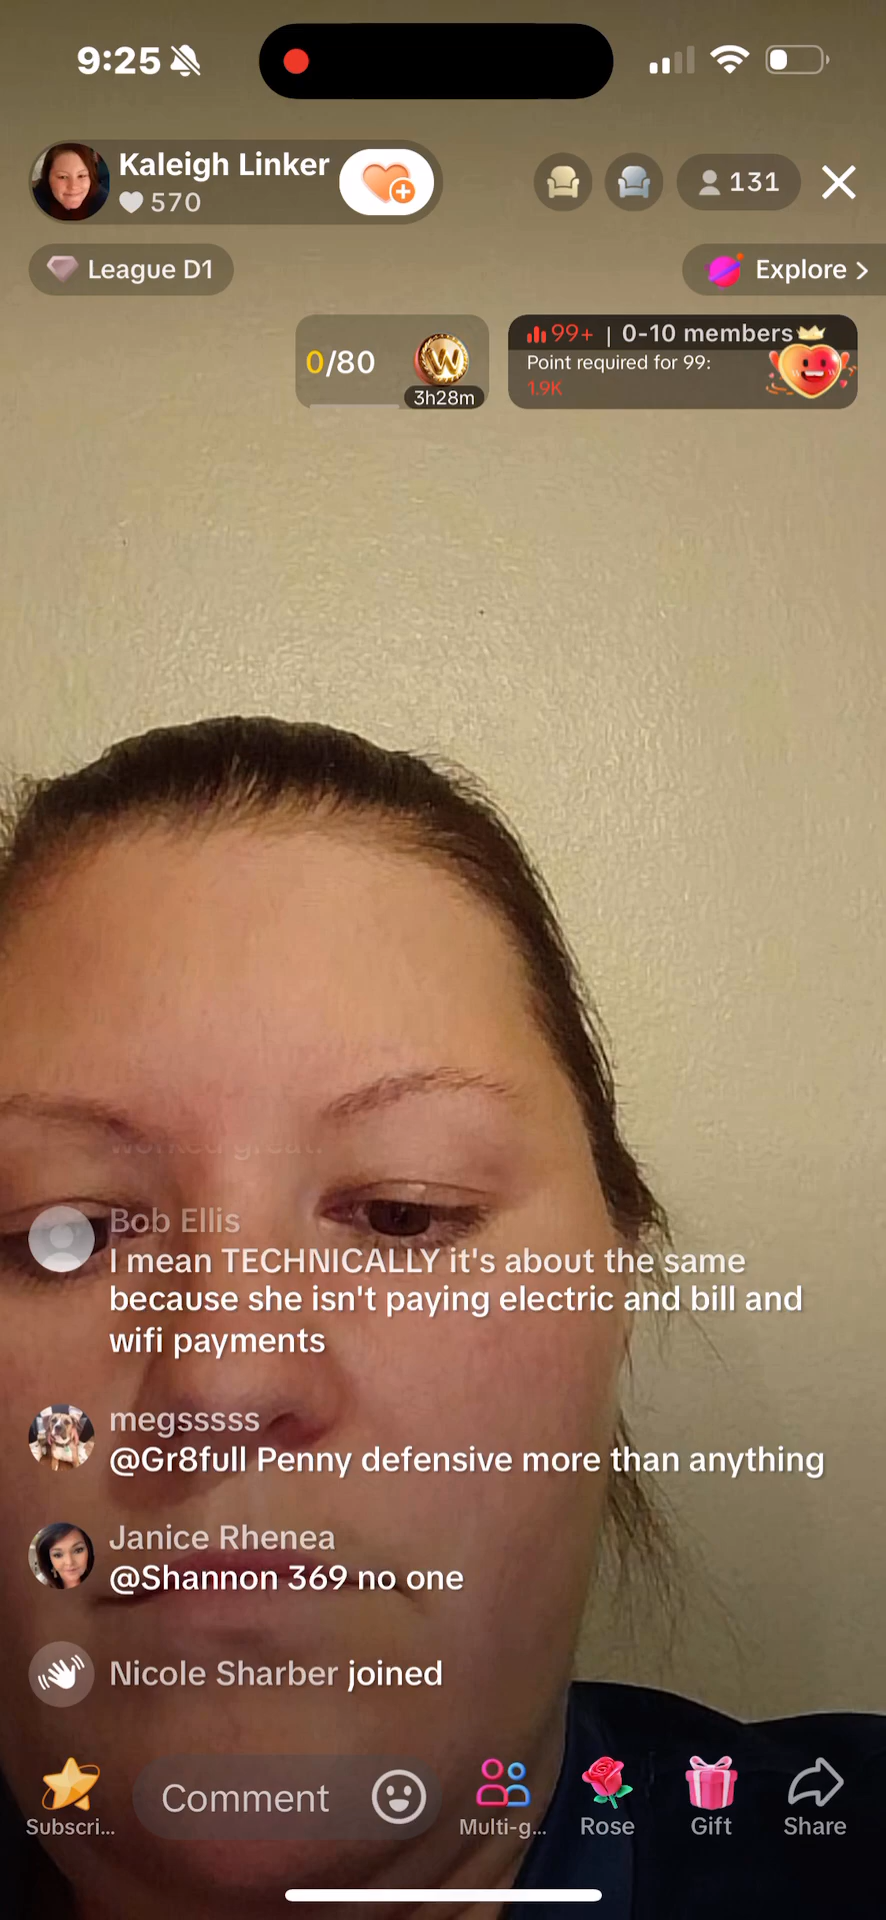 9:25
Kaleigh Linker
570
131
League D1
Explore >
0/80
W
3h28m
99+ | 0-10 members
Point required for 99:
1.9K
worked great.
Bob Ellis
I mean TECHNICALLY it's about the same
because she isn't paying electric and bill and
wifi payments
megsssss
@Gr8full Penny defensive more than anything
Janice Rhenea
@Shannon 369 no one
Nicole Sharber joined
Comment
Subscri...
Multi-g...
Rose
Gift
Share